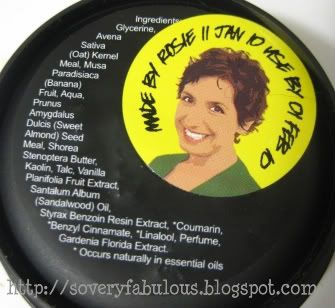 Ingredients:
Glycerine,
Avena
Sativa
(Oat) Kernel
Meal, Musa
Paradisiaca
(Banana)
Fruit, Aqua,
Prunus
Amygdalus
Dulcis (Sweet
Almond) Seed
Meal, Shorea
Stenoptera Butter,
Kaolin, Talc, Vanilla
Planifolia Fruit Extract,
Santalum Album
(Sandalwood) Oil,
Styrax Benzoin Resin Extract, *Coumarin,
*Benzyl Cinnamate, *Linalool, Perfume,
Gardenia Florida Extract.
* Occurs naturally in essential oils
MADE BY ROSIE 11 JAN 10 USE BY 01 FEB 10
http://soveryfabulous.blogspot.com